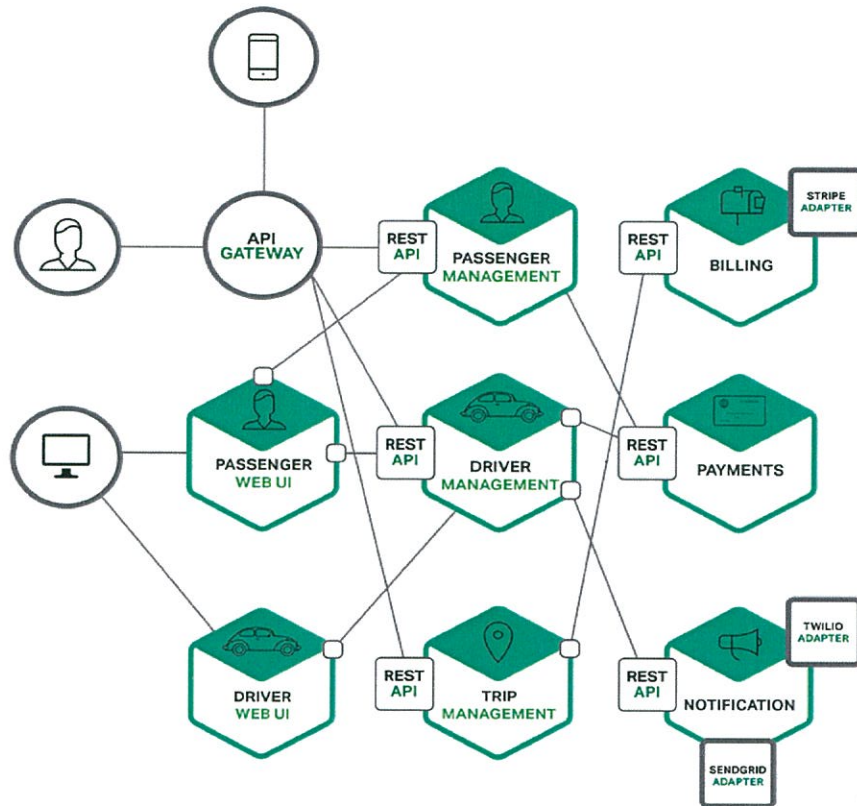 API
GATEWAY
REST
API
PASSENGER
MANAGEMENT
REST
API
BILLING
STRIPE
ADAPTER
PASSENGER
WEB UI
REST
API
DRIVER
MANAGEMENT
REST
API
PAYMENTS
DRIVER
WEB UI
REST
API
TRIP
MANAGEMENT
REST
API
NOTIFICATION
TWILIO
ADAPTER
SENDGRID
ADAPTER